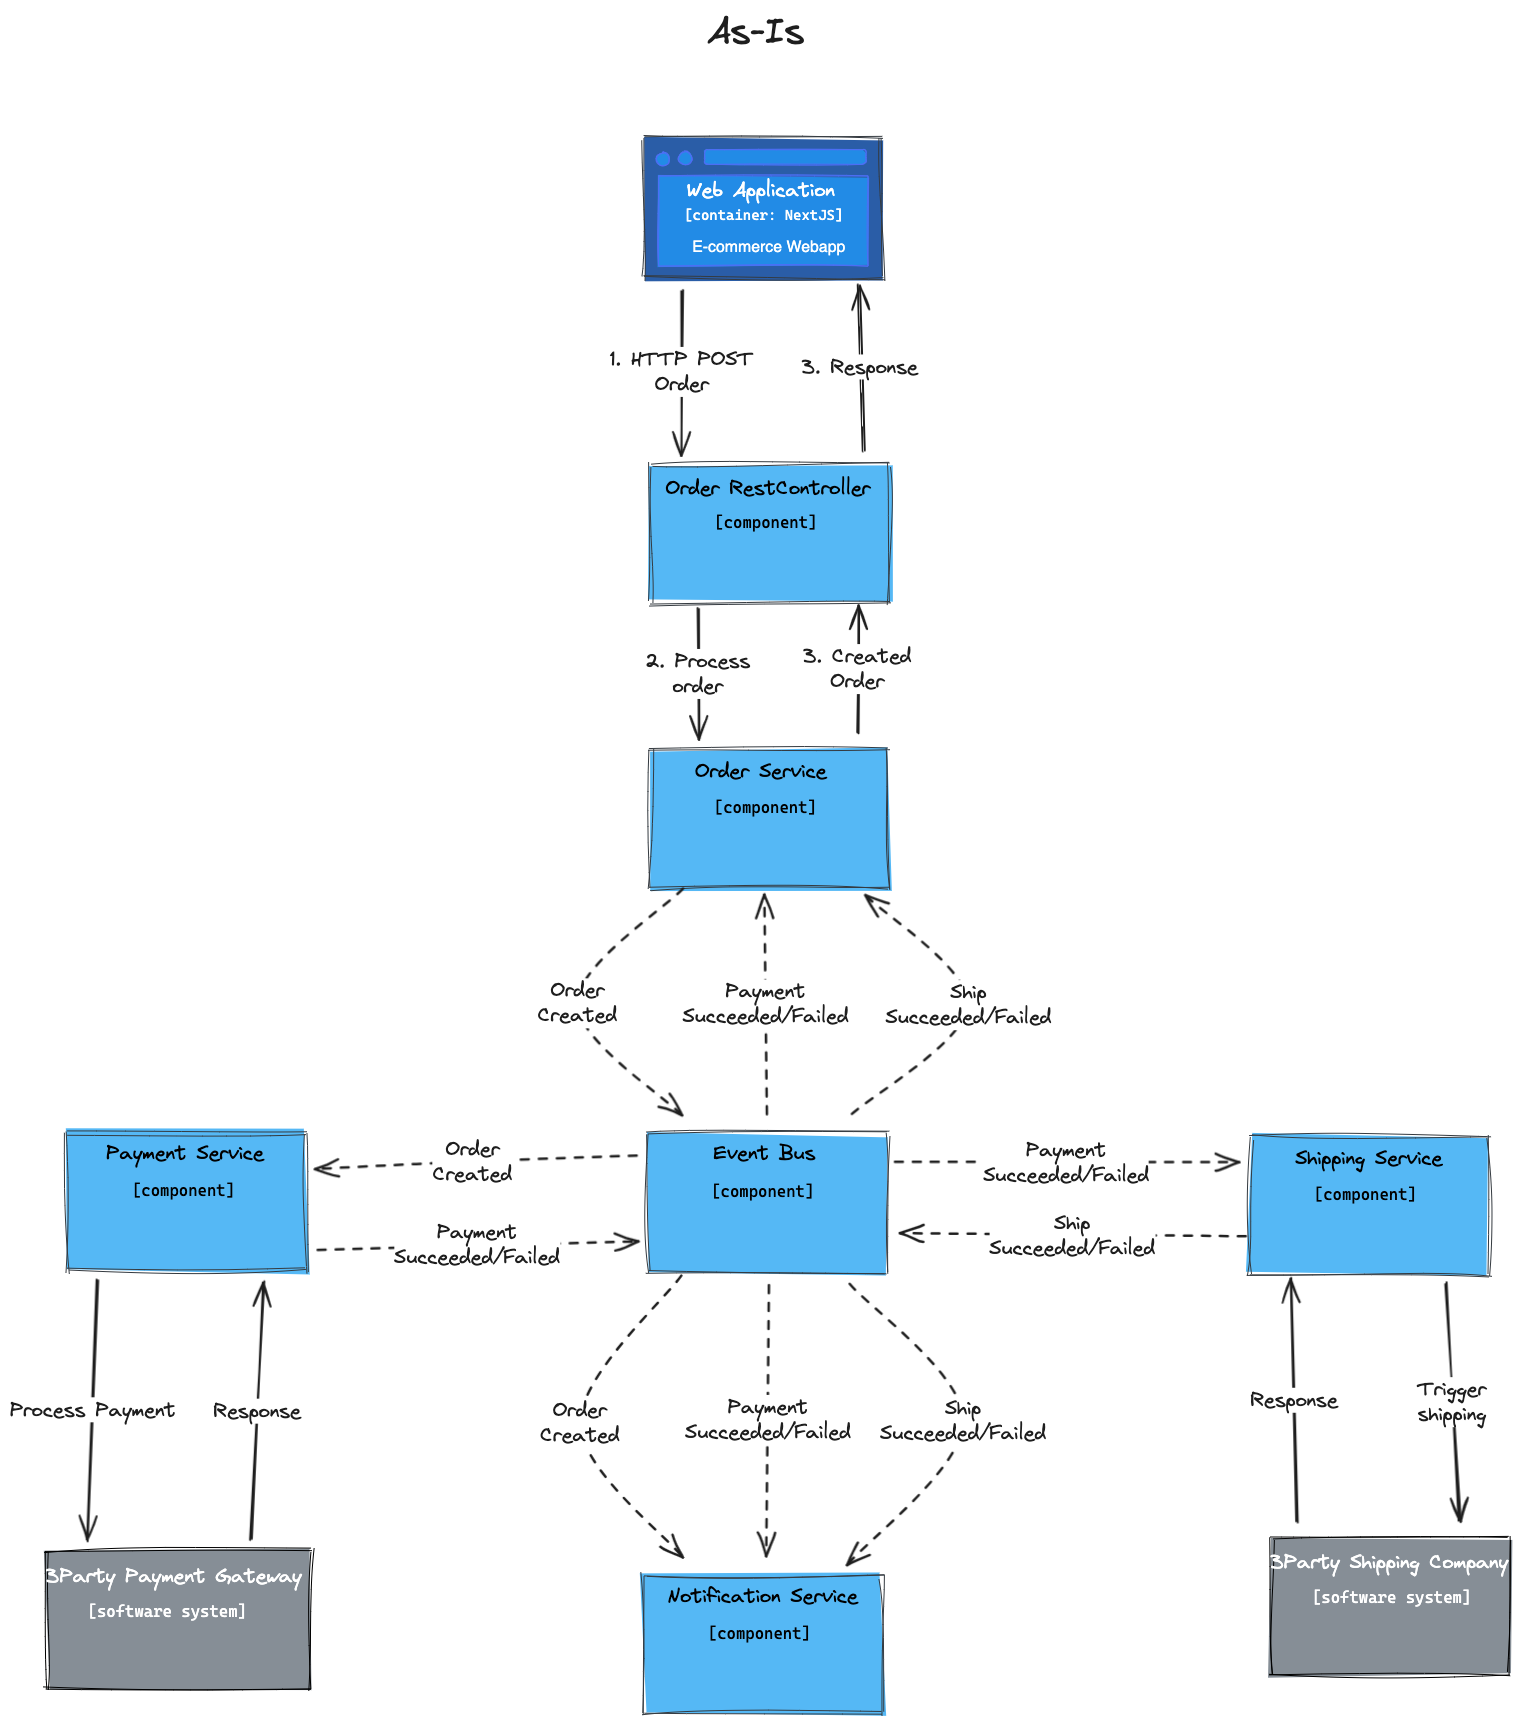 As-Is
Web Application
[container: NextJS]
E-commerce Webapp
1. HTTP POST
Order
3. Response
Order RestController
[component]
2. Process
order
3. Created
Order
Order Service
[component]
Order
Created
Payment
Succeeded/Failed
Ship
Succeeded/Failed
Payment Service
[component]
Order
Created
Payment
Succeeded/Failed
Event Bus
[component]
Payment
Succeeded/Failed
Ship
Succeeded/Failed
Shipping Service
[component]
Process Payment
Response
Order
Created
Payment
Succeeded/Failed
Ship
Succeeded/Failed
Response
Trigger
shipping
3Party Payment Gateway
[software system]
Notification Service
[component]
3Party Shipping Company
[software system]